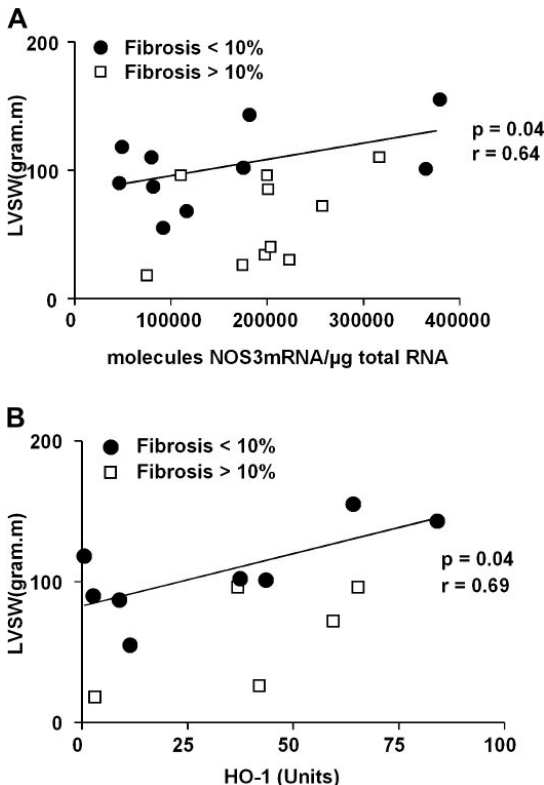 A
200
● Fibrosis < 10%
□ Fibrosis > 10%
p = 0.04
r = 0.64
100
LVSW(gram.m)
0
0 100000 200000 300000 400000
molecules NOS3mRNA/µg total RNA
B
200
● Fibrosis < 10%
□ Fibrosis > 10%
p = 0.04
r = 0.69
100
LVSW(gram.m)
0
0 25 50 75 100
HO-1 (Units)